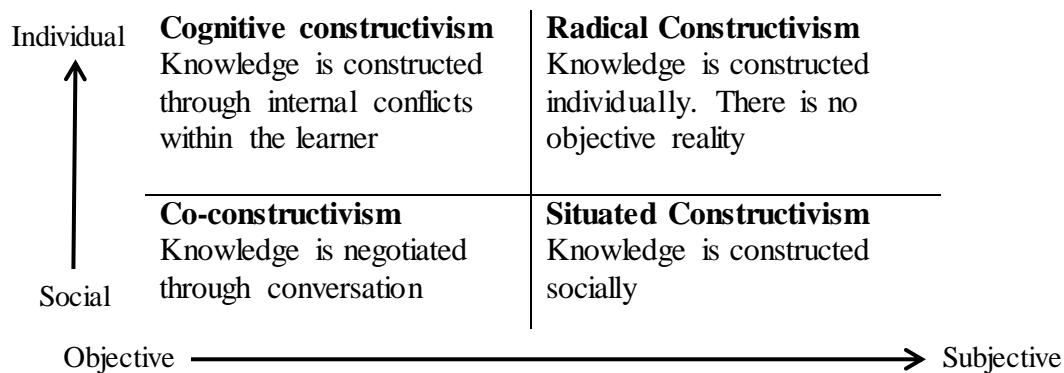 Individual
Cognitive constructivism
Knowledge is constructed
through internal conflicts
within the learner
Radical Constructivism
Knowledge is constructed
individually. There is no
objective reality
Co-constructivism
Knowledge is negotiated
through conversation
Situated Constructivism
Knowledge is constructed
socially
Social
Objective
Subjective